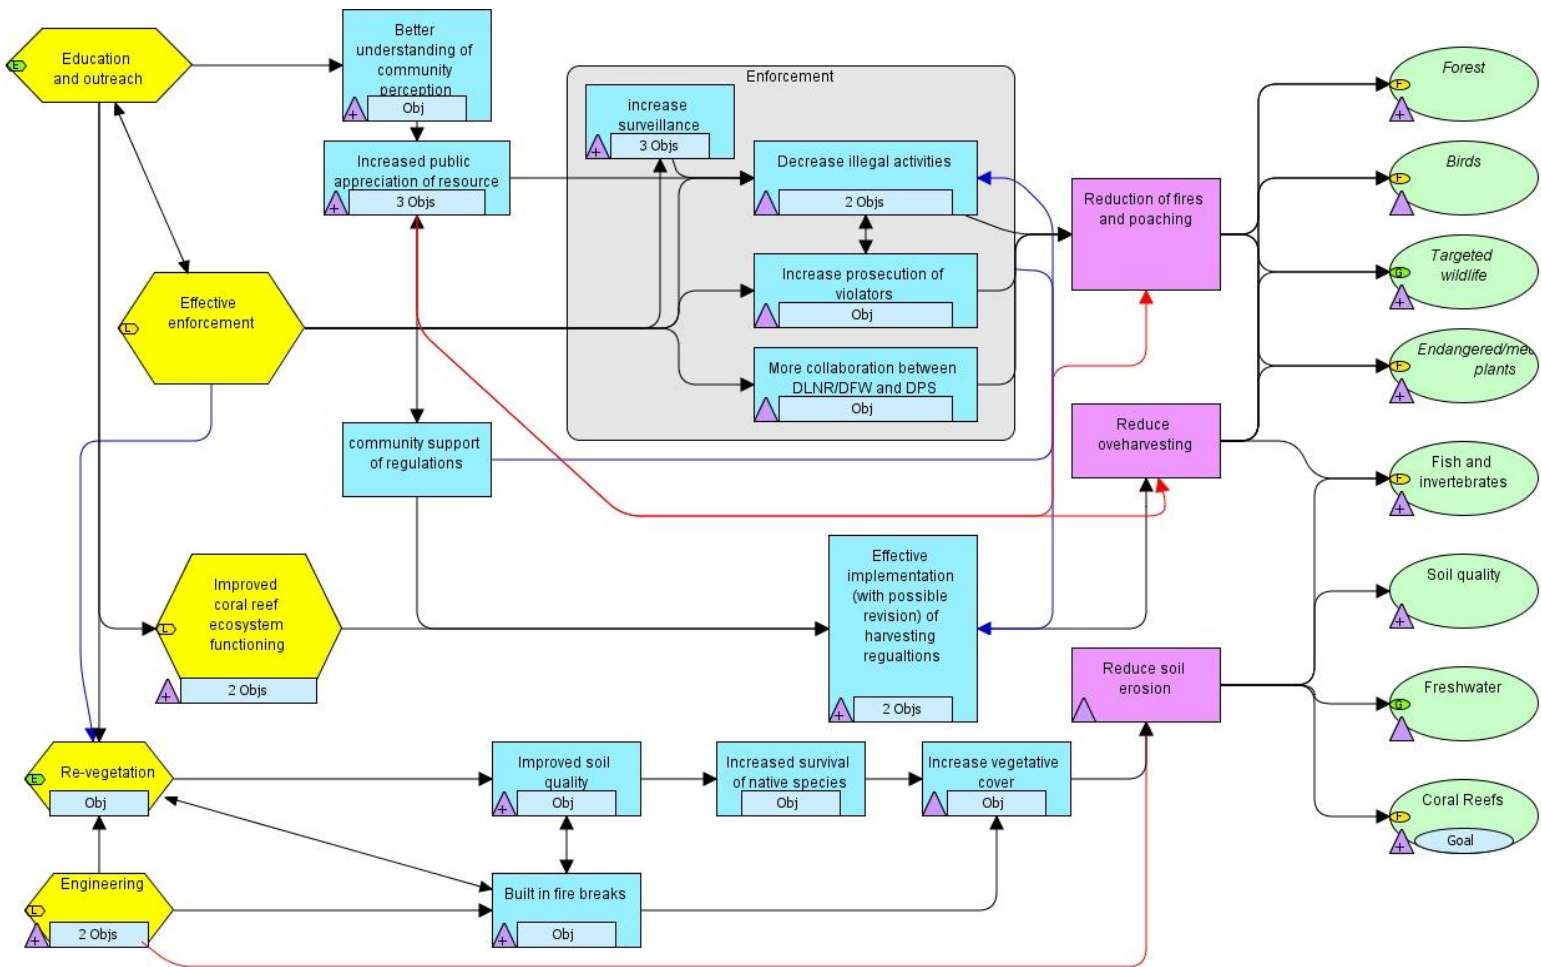 Education
and outreach
E
Better
understanding of
community
perception
Obj
Increased public
appreciation of resource
3 Objs
Effective
enforcement
L
Enforcement
increase
surveillance
3 Objs
Decrease illegal activities
2 Objs
Increase prosecution of
violators
Obj
More collaboration between
DLNR/DFW and DPS
Obj
community support
of regulations
Reduction of fires
and poaching
Reduce
oveharvesting
Improved
coral reef
ecosystem
functioning
L
2 Objs
Effective
implementation
(with possible
revision) of
harvesting
regualtions
2 Objs
Reduce soil
erosion
Re-vegetation
E
Obj
Improved soil
quality
Obj
Increased survival
of native species
Obj
Increase vegetative
cover
Obj
Engineering
L
2 Objs
Built in fire breaks
Obj
Forest
F
Birds
F
Targeted
wildlife
G
Endangered/med
plants
F
Fish and
invertebrates
F
Soil quality
Freshwater
G
Coral Reefs
F
Goal